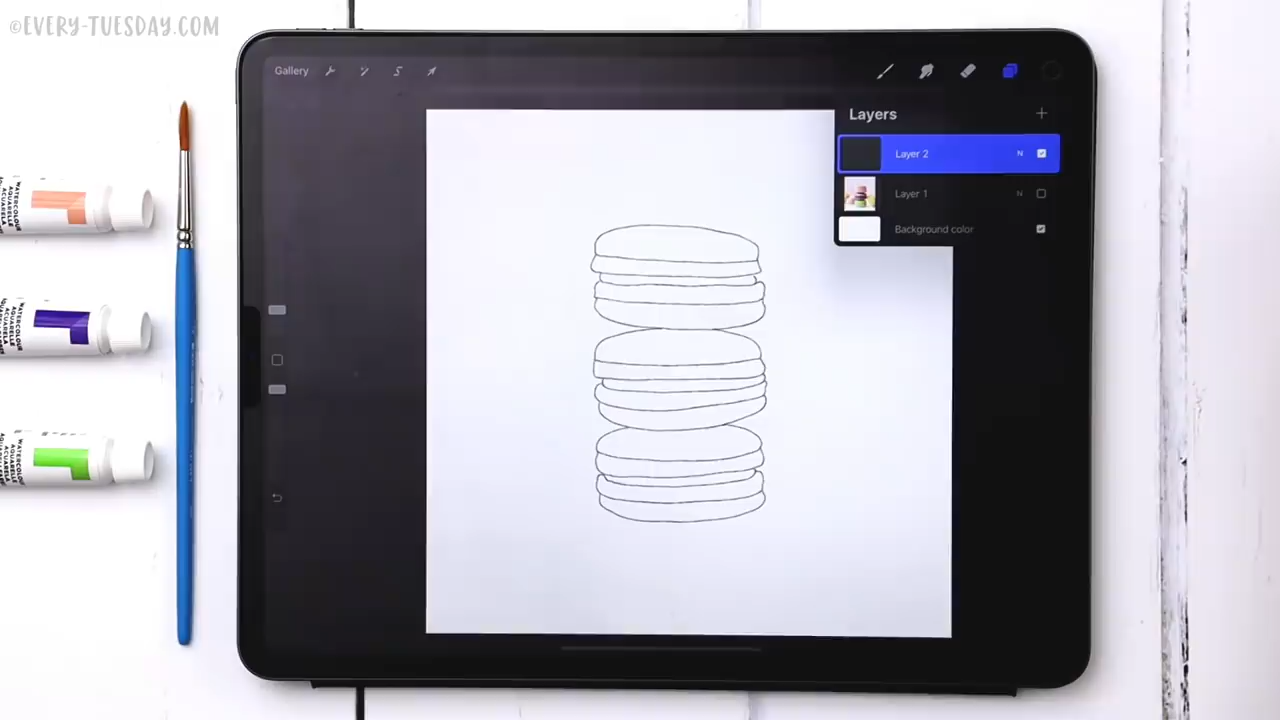 ©EVERY-TUESDAY.COM
Gallery
Layers
+
Layer 2
N
Layer 1
N
Background color
WATERCOLOUR
AQUARELLE
ACUARELA
WATERCOLOUR
AQUARELLE
ACUARELA
WATERCOLOUR
AQUARELLE
ACUARELA